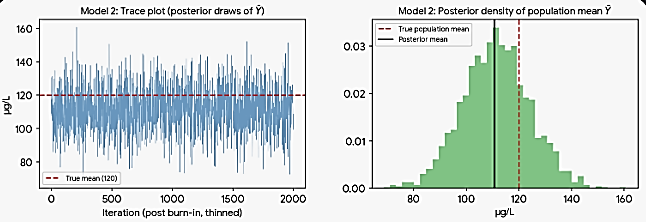 Model 2: Trace plot (posterior draws of Ȳ)
160
140
120
100
80
µg/L
True mean (120)
0
500
1000
1500
2000
Iteration (post burn-in, thinned)
Model 2: Posterior density of population mean Ȳ
True population mean
Posterior mean
0.03
0.02
0.01
0.00
80
100
120
140
160
µg/L